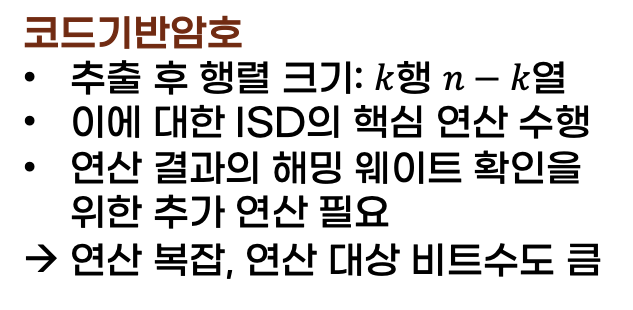 코드기반암호
• 추출 후 행렬 크기: k행 n − k열
• 이에 대한 ISD의 핵심 연산 수행
• 연산 결과의 해밍 웨이트 확인을
위한 추가 연산 필요
→ 연산 복잡, 연산 대상 비트수도 큼